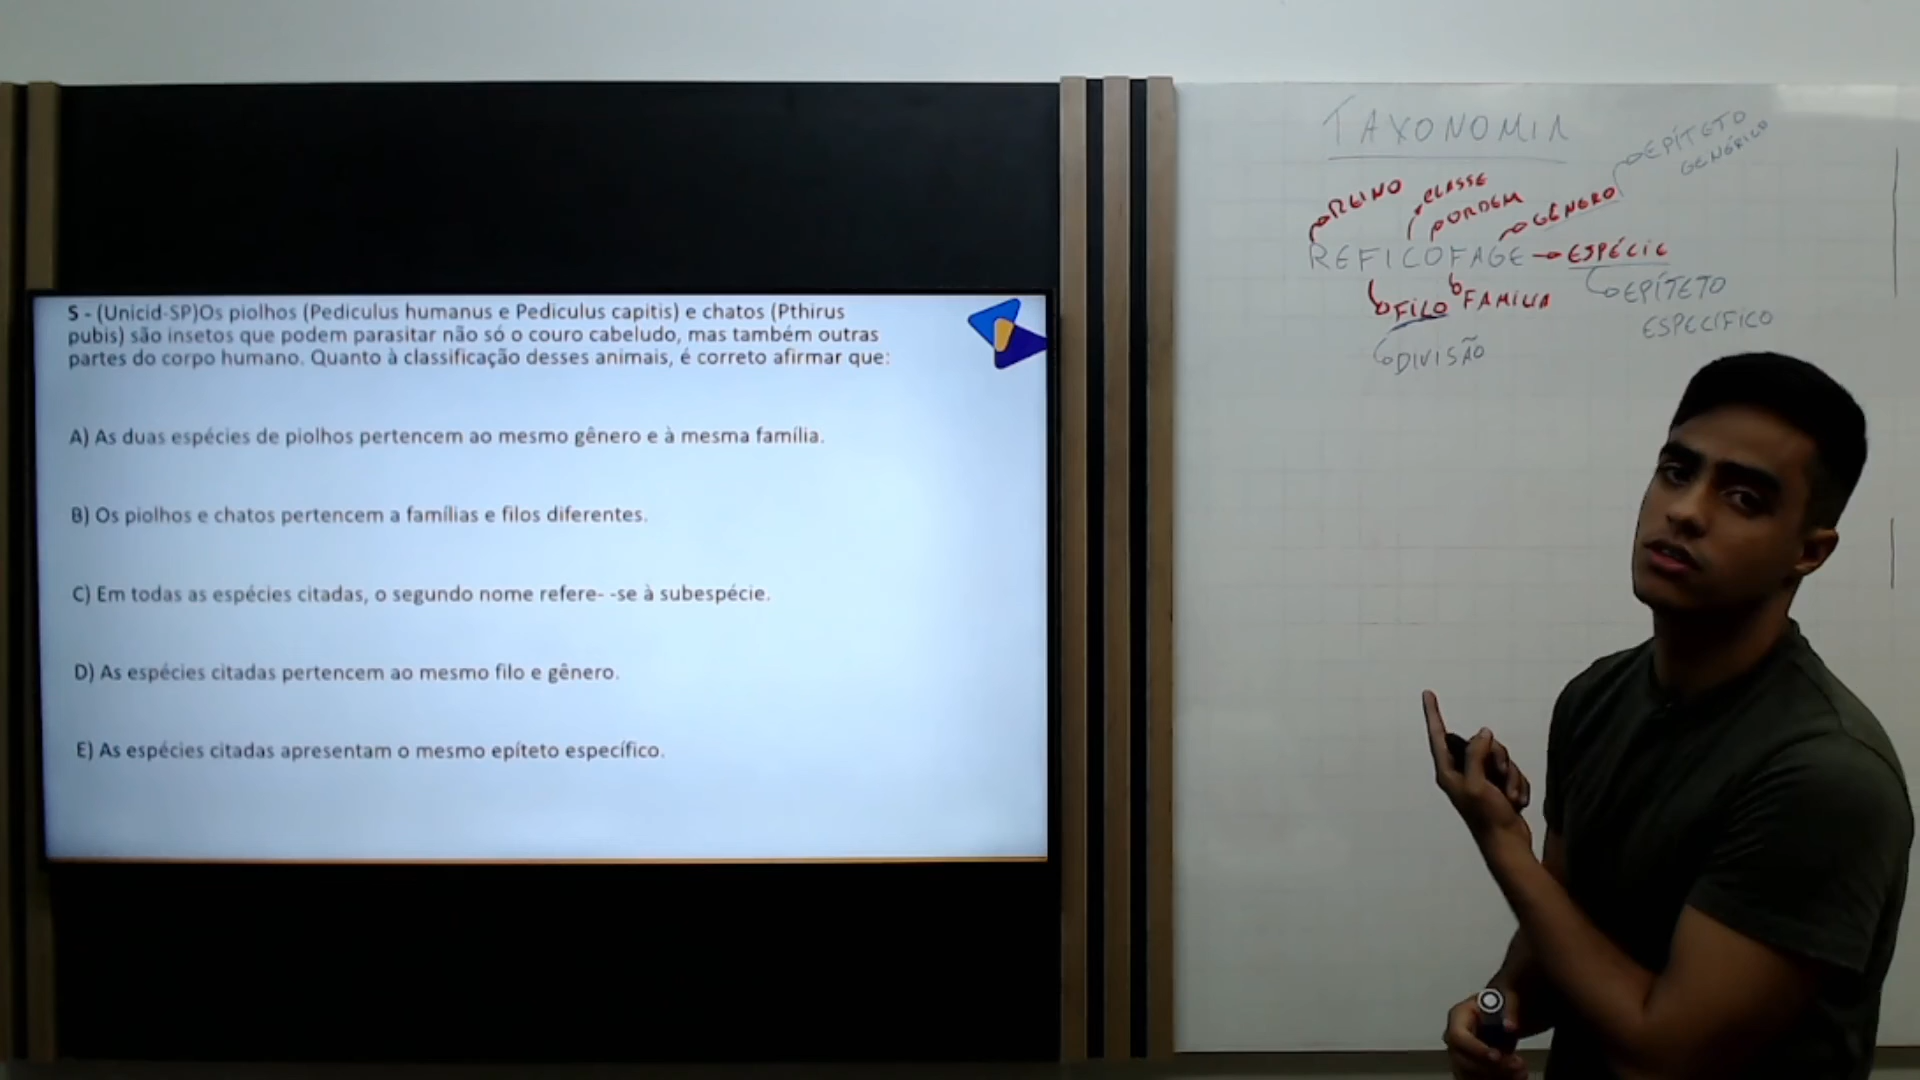 5 - (Unicid-SP)Os piolhos (Pediculus humanus e Pediculus capitis) e chatos (Pthirus
pubis) são insetos que podem parasitar não só o couro cabeludo, mas também outras
partes do corpo humano. Quanto à classificação desses animais, é correto afirmar que:
A) As duas espécies de piolhos pertencem ao mesmo gênero e à mesma família.
B) Os piolhos e chatos pertencem a famílias e filos diferentes.
C) Em todas as espécies citadas, o segundo nome refere- -se à subespécie.
D) As espécies citadas pertencem ao mesmo filo e gênero.
E) As espécies citadas apresentam o mesmo epíteto específico.
TAXONOMIA
EPÍTETO
GENÉRICO
REINO
CLASSE
ORDEM
GÊNERO
REFICOFAGE
ESPÉCIE
FILO
FAMÍLIA
EPÍTETO
ESPECÍFICO
DIVISÃO